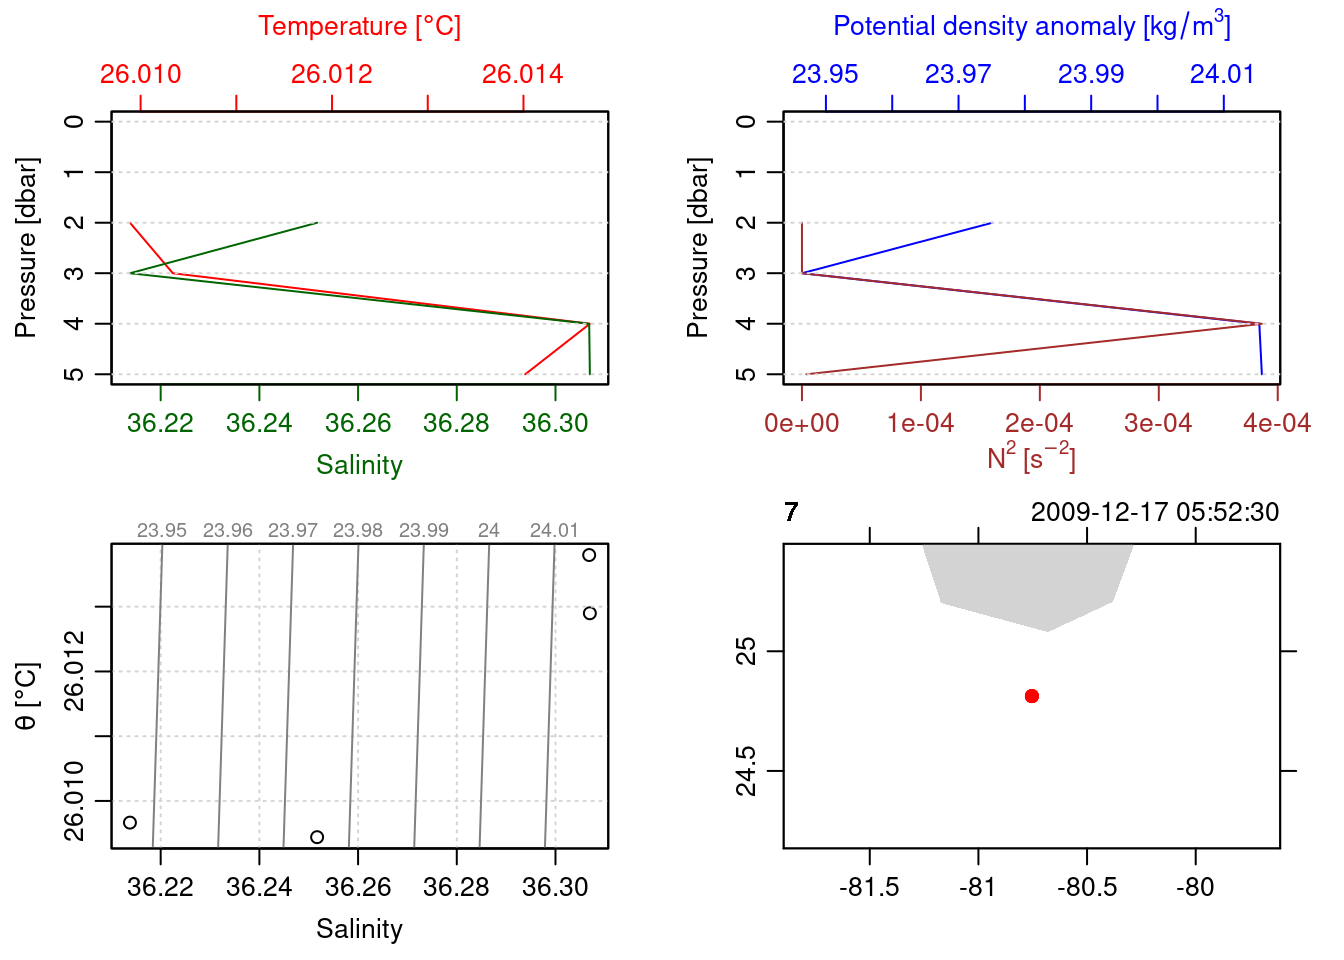 Temperature [°C]
26.010 26.012 26.014
Pressure [dbar]
0 1 2 3 4 5
36.22 36.24 36.26 36.28 36.30
Salinity
Potential density anomaly [kg/m³]
23.95 23.97 23.99 24.01
Pressure [dbar]
0 1 2 3 4 5
0e+00 1e-04 2e-04 3e-04 4e-04
N² [s⁻²]
23.95 23.96 23.97 23.98 23.99 24 24.01
θ [°C]
26.010 26.012
36.22 36.24 36.26 36.28 36.30
Salinity
7 2009-12-17 05:52:30
25
24.5
-81.5 -81 -80.5 -80